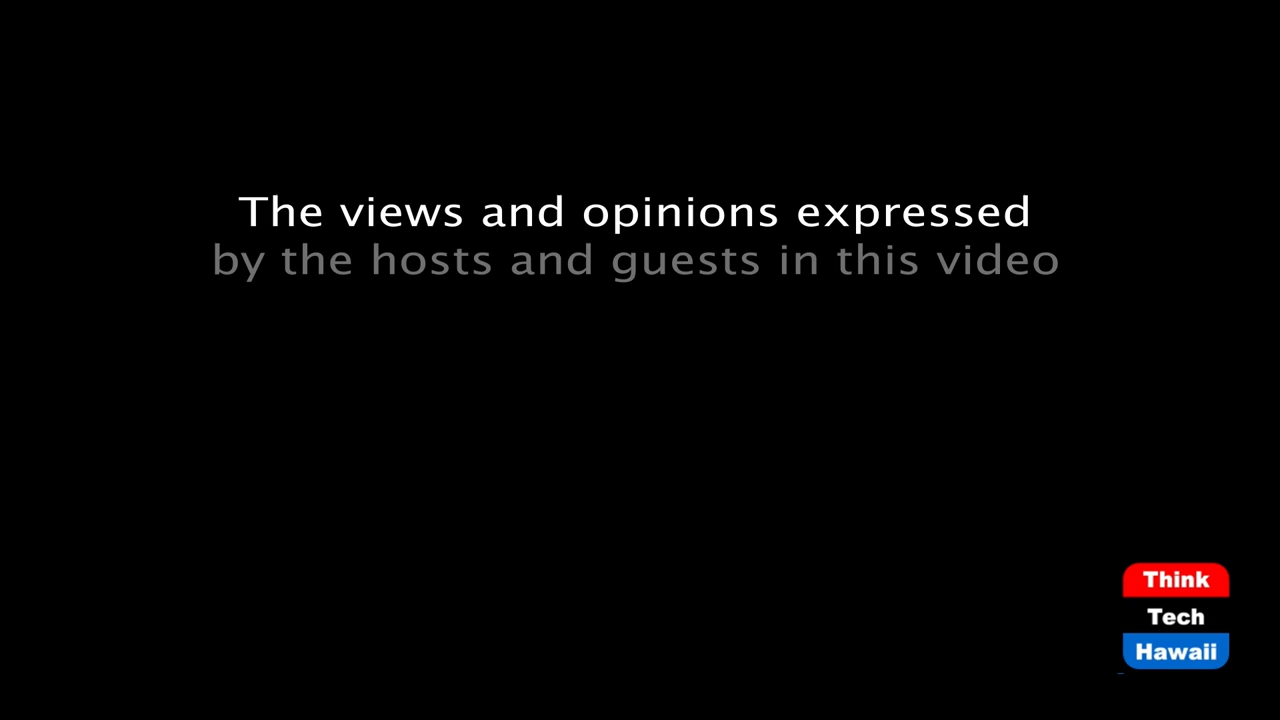 The views and opinions expressed
by the hosts and guests in this video
Think
Tech
Hawaii